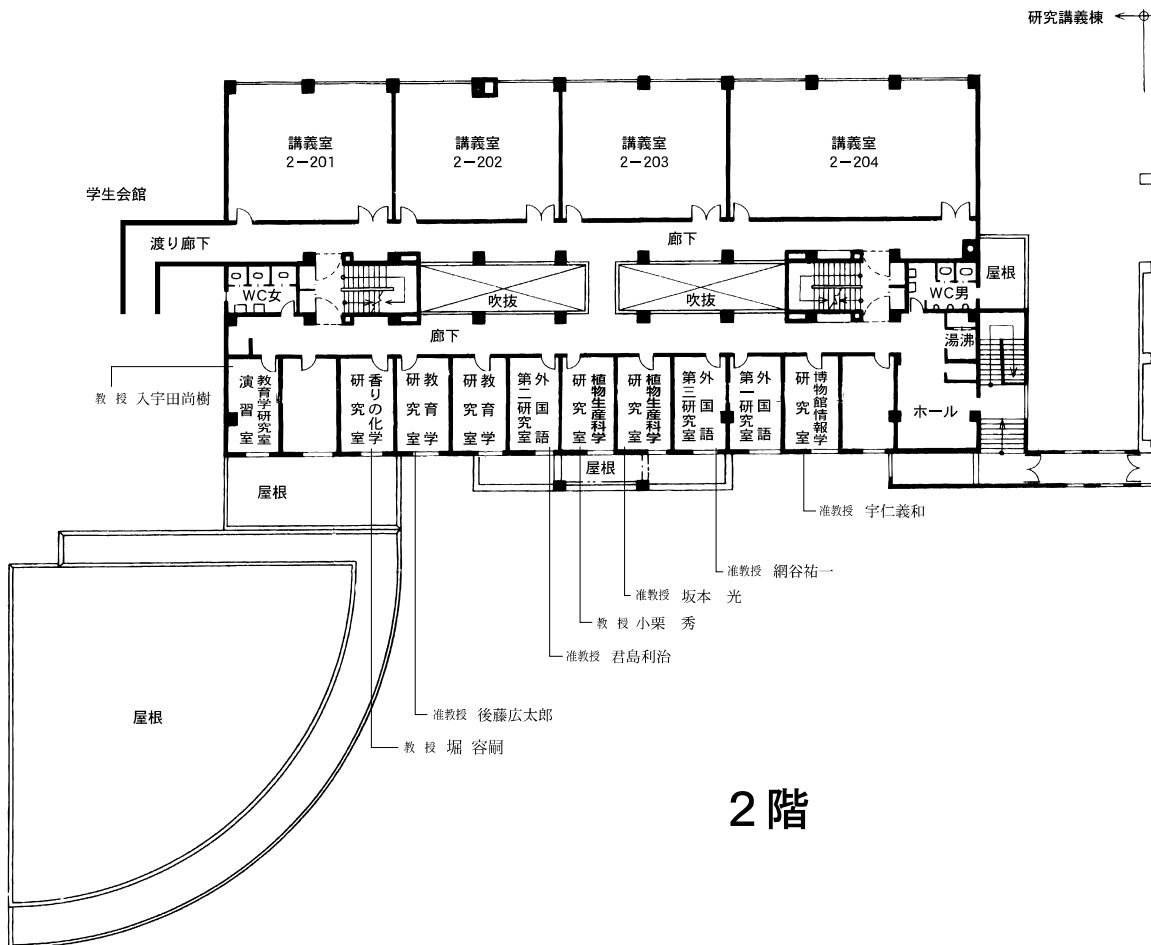 研究講義棟
講義室
2-201
講義室
2-202
講義室
2-203
講義室
2-204
学生会館
渡り廊下
廊下
屋根
WC女
吹抜
吹抜
WC男
廊下
湯沸
教育学研究室
演習室
香りの化学
研究室
教育学
研究室
教育学
研究室
外国語
第二研究室
植物生産科学
研究室
植物生産科学
研究室
外国語
第三研究室
外国語
第一研究室
博物館情報学
研究室
ホール
教 授 入宇田尚樹
屋根
屋根
准教授 宇仁義和
准教授 網谷祐一
准教授 坂本 光
教 授 小栗 秀
准教授 君島利治
准教授 後藤広太郎
教 授 堀 容嗣
屋根
2階